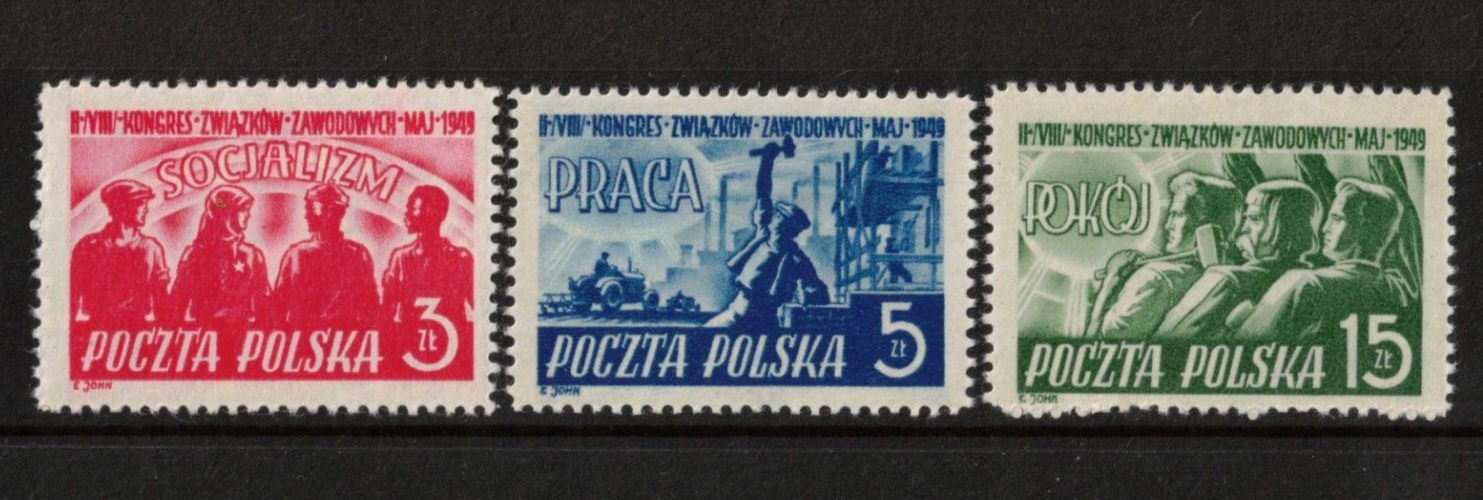 II-/VIII/-KONGRES·ZWIĄZKÓW·ZAWODOWYCH·MAJ·1949
SOCJALIZM
3
ZŁ
POCZTA POLSKA
E. JOHN
II-/VIII/-KONGRES·ZWIĄZKÓW·ZAWODOWYCH·MAJ·1949
PRACA
5
ZŁ
POCZTA POLSKA
E. JOHN
II-/VIII/-KONGRES·ZWIĄZKÓW·ZAWODOWYCH·MAJ·1949
POKÓJ
15
ZŁ
POCZTA POLSKA
E. JOHN